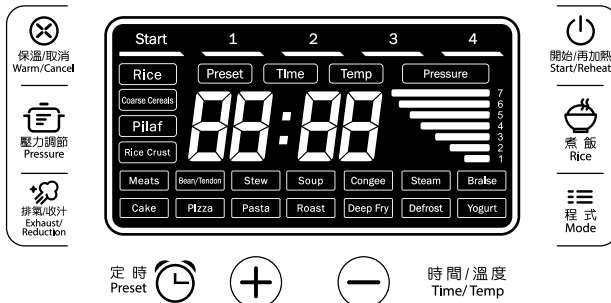 保溫/取消
Warm/Cancel
壓力調節
Pressure
排氣/收汁
Exhaust/
Reduction
Start 1 2 3 4
Rice Preset Time Temp Pressure
Coarse Cereals
Pilaf
Rice Crust
88:88
7
6
5
4
3
2
1
Meats Bean/Tendon Stew Soup Congee Steam Braise
Cake Pizza Pasta Roast Deep Fry Defrost Yogurt
開始/再加熱
Start/Reheat
煮 飯
Rice
程 式
Mode
定 時
Preset
時間/溫度
Time/Temp